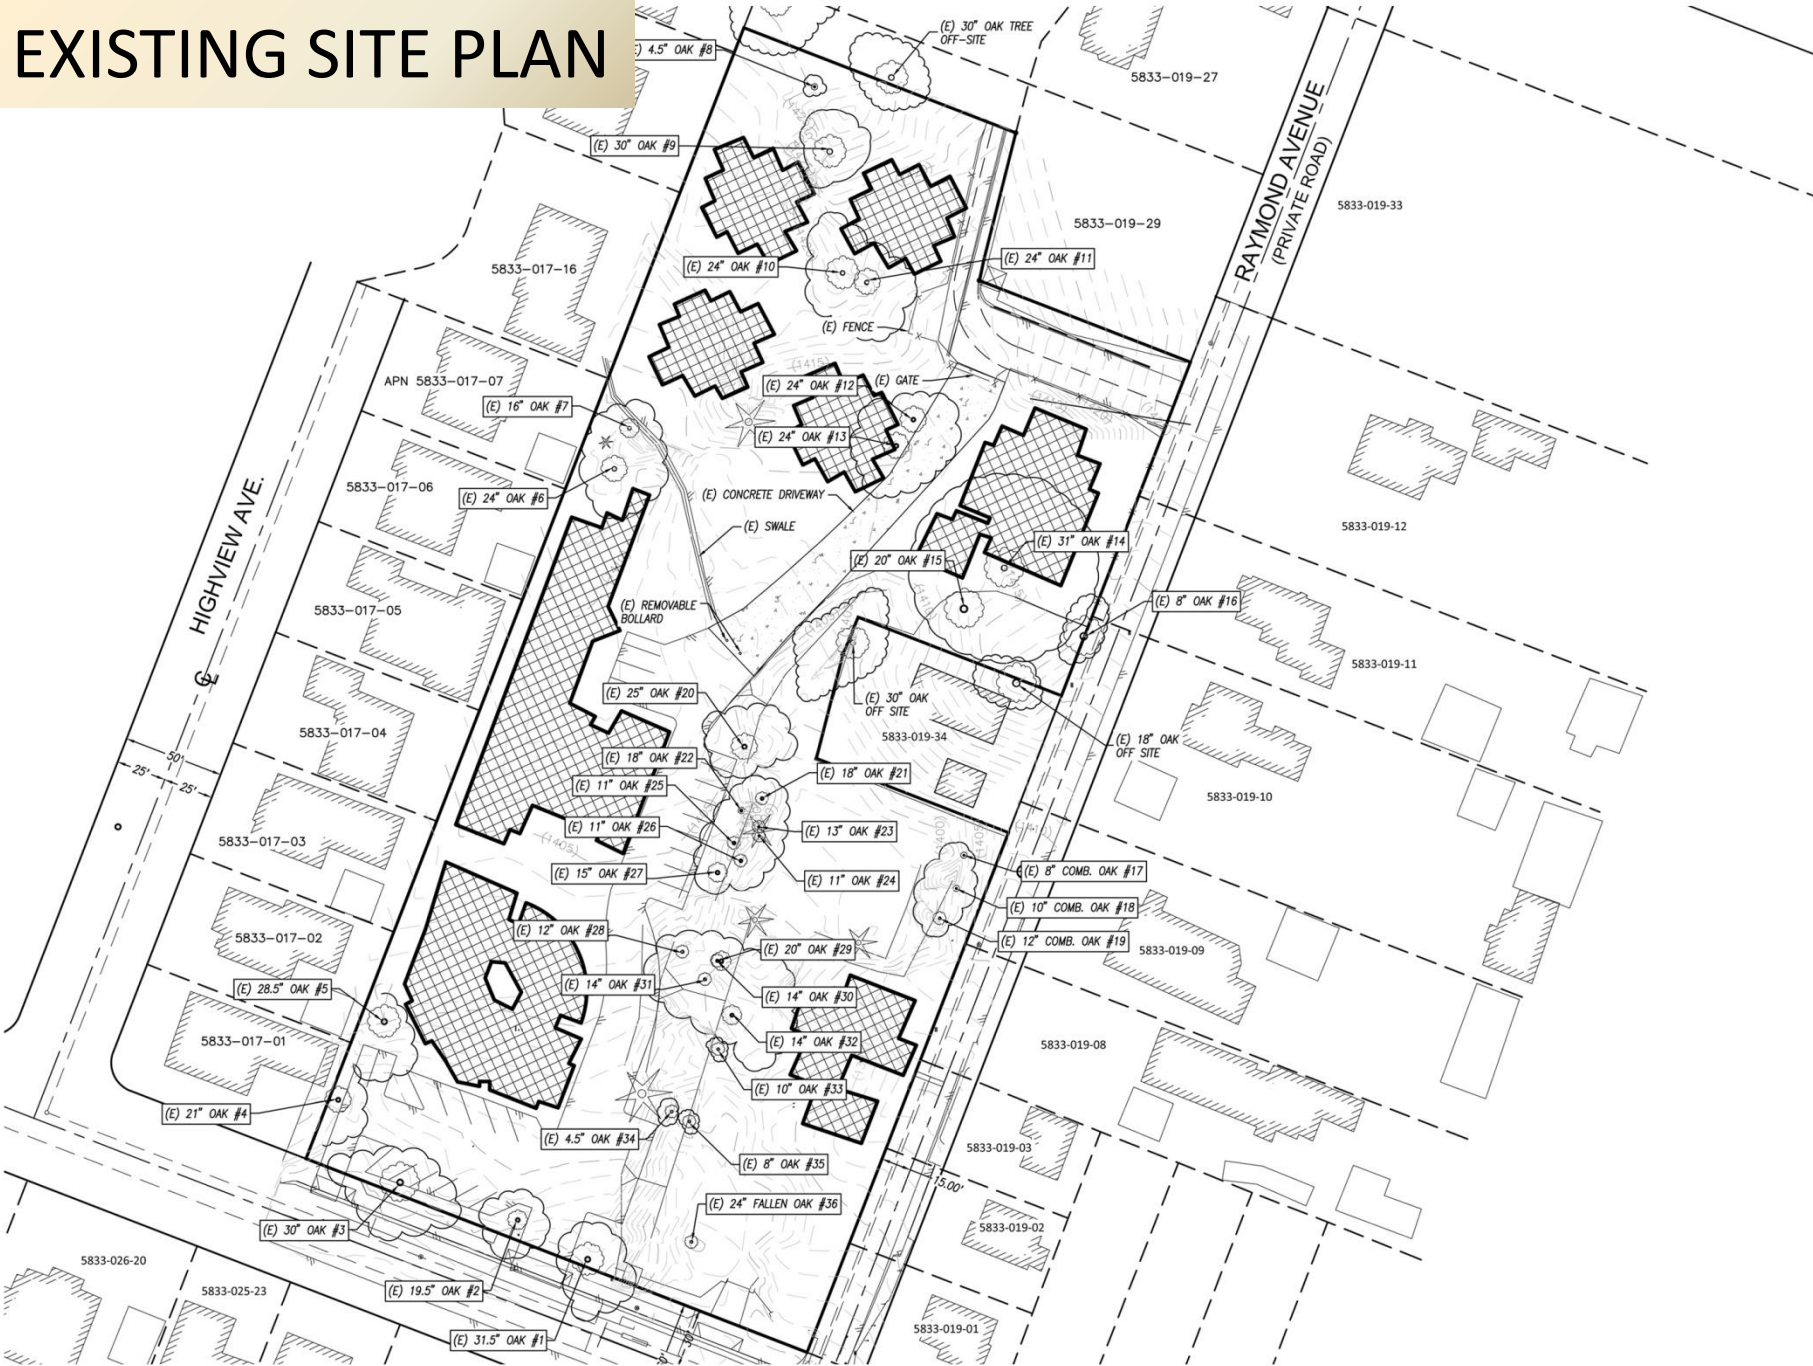 EXISTING SITE PLAN
(E) 30" OAK TREE
OFF-SITE
E) 4.5" OAK #8
5833-019-27
(E) 30" OAK #9
RAYMOND AVENUE
(PRIVATE ROAD)
5833-019-33
5833-019-29
5833-017-16
(E) 24" OAK #10
(E) 24" OAK #11
(E) FENCE
(1415)
APN 5833-017-07
(E) 24" OAK #12
(E) GATE
(E) 16" OAK #7
(E) 24" OAK #13
5833-017-06
(E) 24" OAK #6
(E) CONCRETE DRIVEWAY
(E) SWALE
5833-019-12
HIGHVIEW AVE.
(E) 31" OAK #14
(E) 20" OAK #15
5833-017-05
(E) REMOVABLE
BOLLARD
(E) 8" OAK #16
5833-019-11
(E) 25" OAK #20
(E) 30" OAK
OFF SITE
5833-017-04
5833-019-34
(E) 18" OAK
OFF SITE
50'
25'
25'
(E) 18" OAK #22
(E) 18" OAK #21
(E) 11" OAK #25
5833-019-10
(E) 11" OAK #26
(E) 13" OAK #23
(1400)
(1405)
(1410)
5833-017-03
(1405)
(E) 15" OAK #27
(E) 11" OAK #24
(E) 8" COMB. OAK #17
(E) 10" COMB. OAK #18
5833-017-02
(E) 12" OAK #28
(E) 20" OAK #29
(E) 12" COMB. OAK #19
5833-019-09
(E) 28.5" OAK #5
(E) 14" OAK #31
(E) 14" OAK #30
5833-017-01
(E) 14" OAK #32
5833-019-08
(E) 10" OAK #33
(E) 21" OAK #4
(E) 4.5" OAK #34
5833-019-03
(E) 8" OAK #35
15.00'
(E) 24" FALLEN OAK #36
(E) 30" OAK #3
5833-019-02
5833-026-20
5833-025-23
(E) 19.5" OAK #2
5833-019-01
(E) 31.5" OAK #1